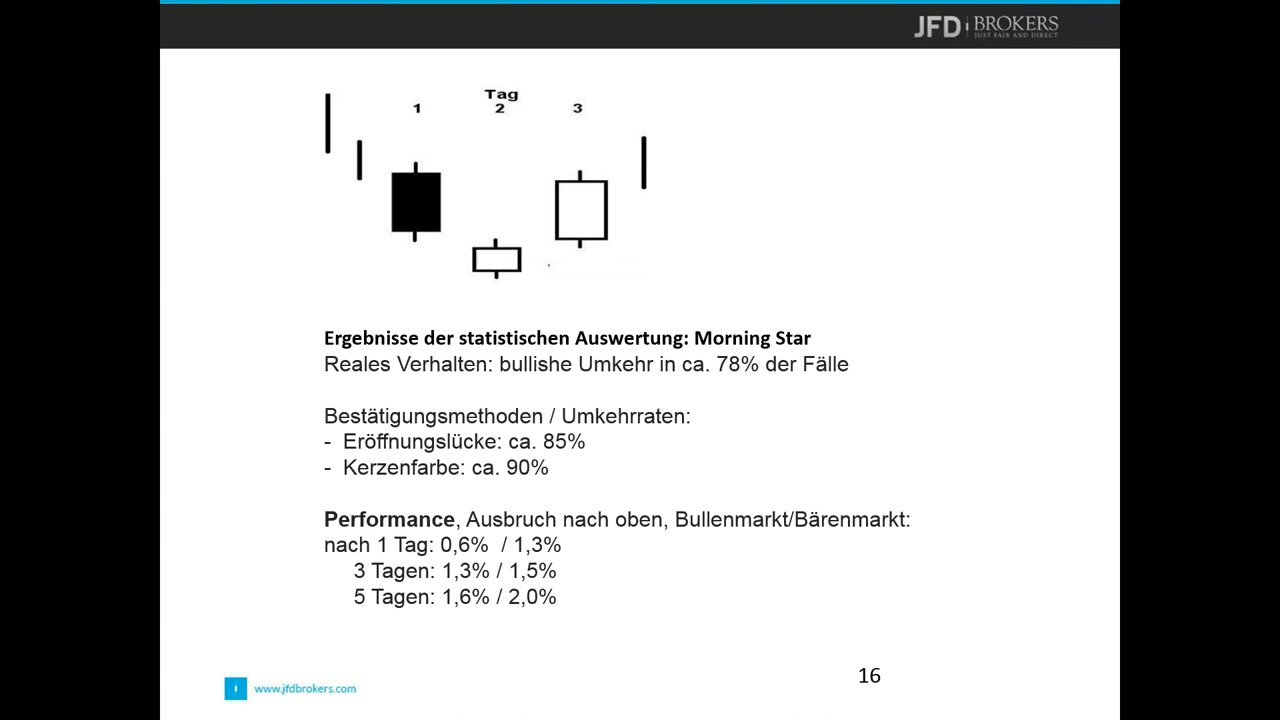 JFD BROKERS
JUST FAIR AND DIRECT
Tag
1 2 3
Ergebnisse der statistischen Auswertung: Morning Star
Reales Verhalten: bullishe Umkehr in ca. 78% der Fälle
Bestätigungsmethoden / Umkehrraten:
- Eröffnungslücke: ca. 85%
- Kerzenfarbe: ca. 90%
Performance, Ausbruch nach oben, Bullenmarkt/Bärenmarkt:
nach 1 Tag: 0,6% / 1,3%
3 Tagen: 1,3% / 1,5%
5 Tagen: 1,6% / 2,0%
16
www.jfdbrokers.com